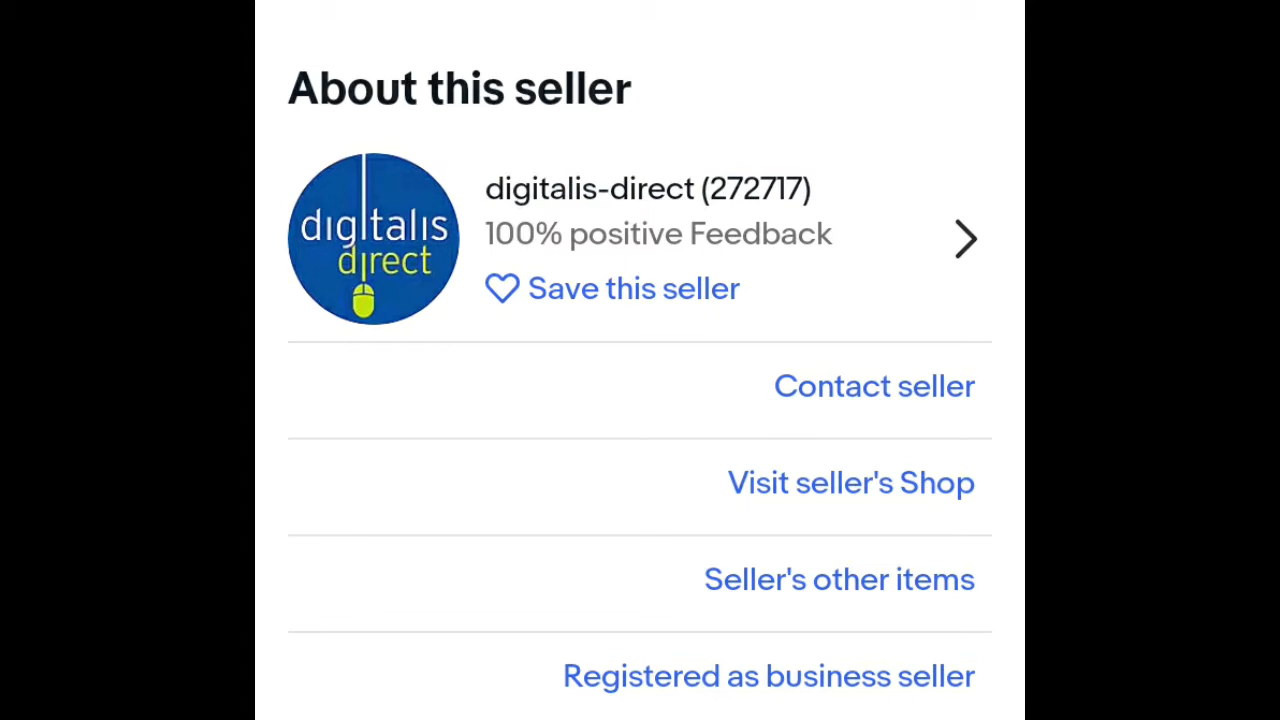 About this seller
digitalis
direct
digitalis-direct (272717)
100% positive Feedback
Save this seller
Contact seller
Visit seller's Shop
Seller's other items
Registered as business seller